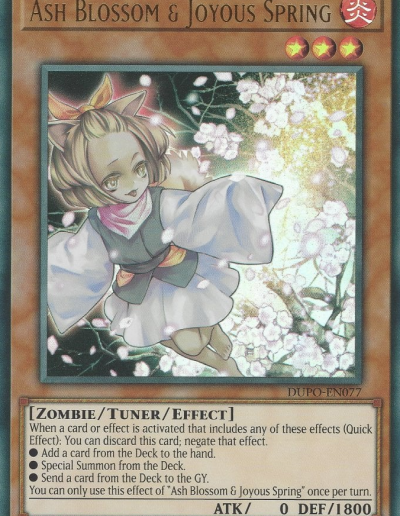 ASH BLOSSOM & JOYOUS SPRING
炎
DUPO-EN077
[ZOMBIE/TUNER/EFFECT]
When a card or effect is activated that includes any of these effects (Quick
Effect): You can discard this card; negate that effect.
● Add a card from the Deck to the hand.
● Special Summon from the Deck.
● Send a card from the Deck to the GY.
You can only use this effect of "Ash Blossom & Joyous Spring" once per turn.
ATK/ 0 DEF/1800